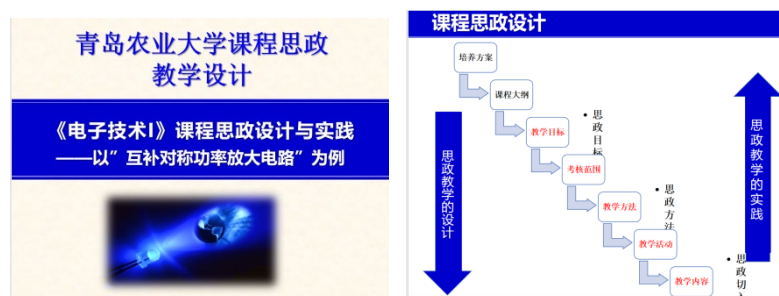 青岛农业大学课程思政
教学设计
《电子技术Ⅰ》课程思政设计与实践
——以”互补对称功率放大电路”为例
课程思政设计
培养方案
课程大纲
教学目标
考核范围
教学方法
教学活动
教学内容
• 思政目标
• 思政方法
• 思政切
思政教学的设计
思政教学的实践